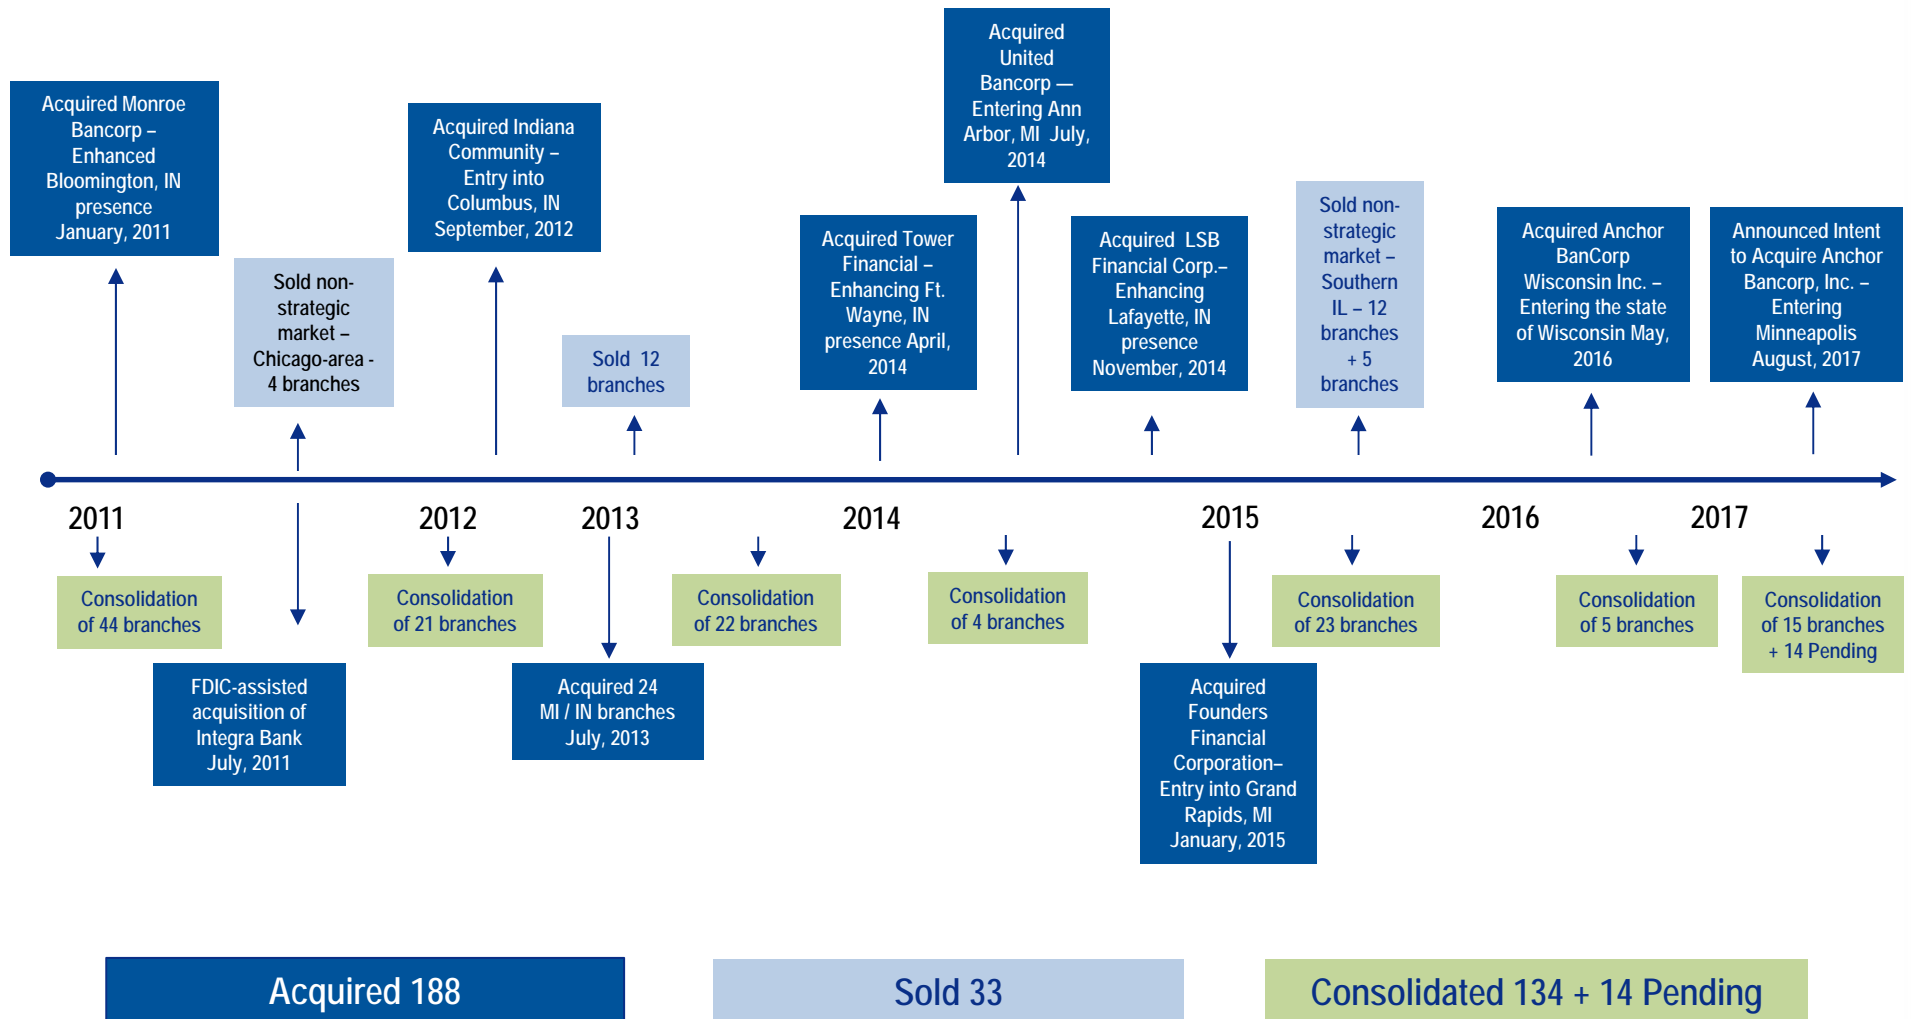 Acquired Monroe
Bancorp –
Enhanced
Bloomington, IN
presence
January, 2011
Sold non-
strategic
market –
Chicago-area -
4 branches
Acquired Indiana
Community –
Entry into
Columbus, IN
September, 2012
Sold 12
branches
Acquired Tower
Financial –
Enhancing Ft.
Wayne, IN
presence April,
2014
Acquired
United
Bancorp —
Entering Ann
Arbor, MI July,
2014
Acquired LSB
Financial Corp.–
Enhancing
Lafayette, IN
presence
November, 2014
Sold non-
strategic
market –
Southern
IL – 12
branches
+ 5
branches
Acquired Anchor
BanCorp
Wisconsin Inc. –
Entering the state
of Wisconsin May,
2016
Announced Intent
to Acquire Anchor
Bancorp, Inc. –
Entering
Minneapolis
August, 2017
2011
2012
2013
2014
2015
2016
2017
Consolidation
of 44 branches
Consolidation
of 21 branches
Consolidation
of 22 branches
Consolidation
of 4 branches
Consolidation
of 23 branches
Consolidation
of 5 branches
Consolidation
of 15 branches
+ 14 Pending
FDIC-assisted
acquisition of
Integra Bank
July, 2011
Acquired 24
MI / IN branches
July, 2013
Acquired
Founders
Financial
Corporation–
Entry into Grand
Rapids, MI
January, 2015
Acquired 188
Sold 33
Consolidated 134 + 14 Pending